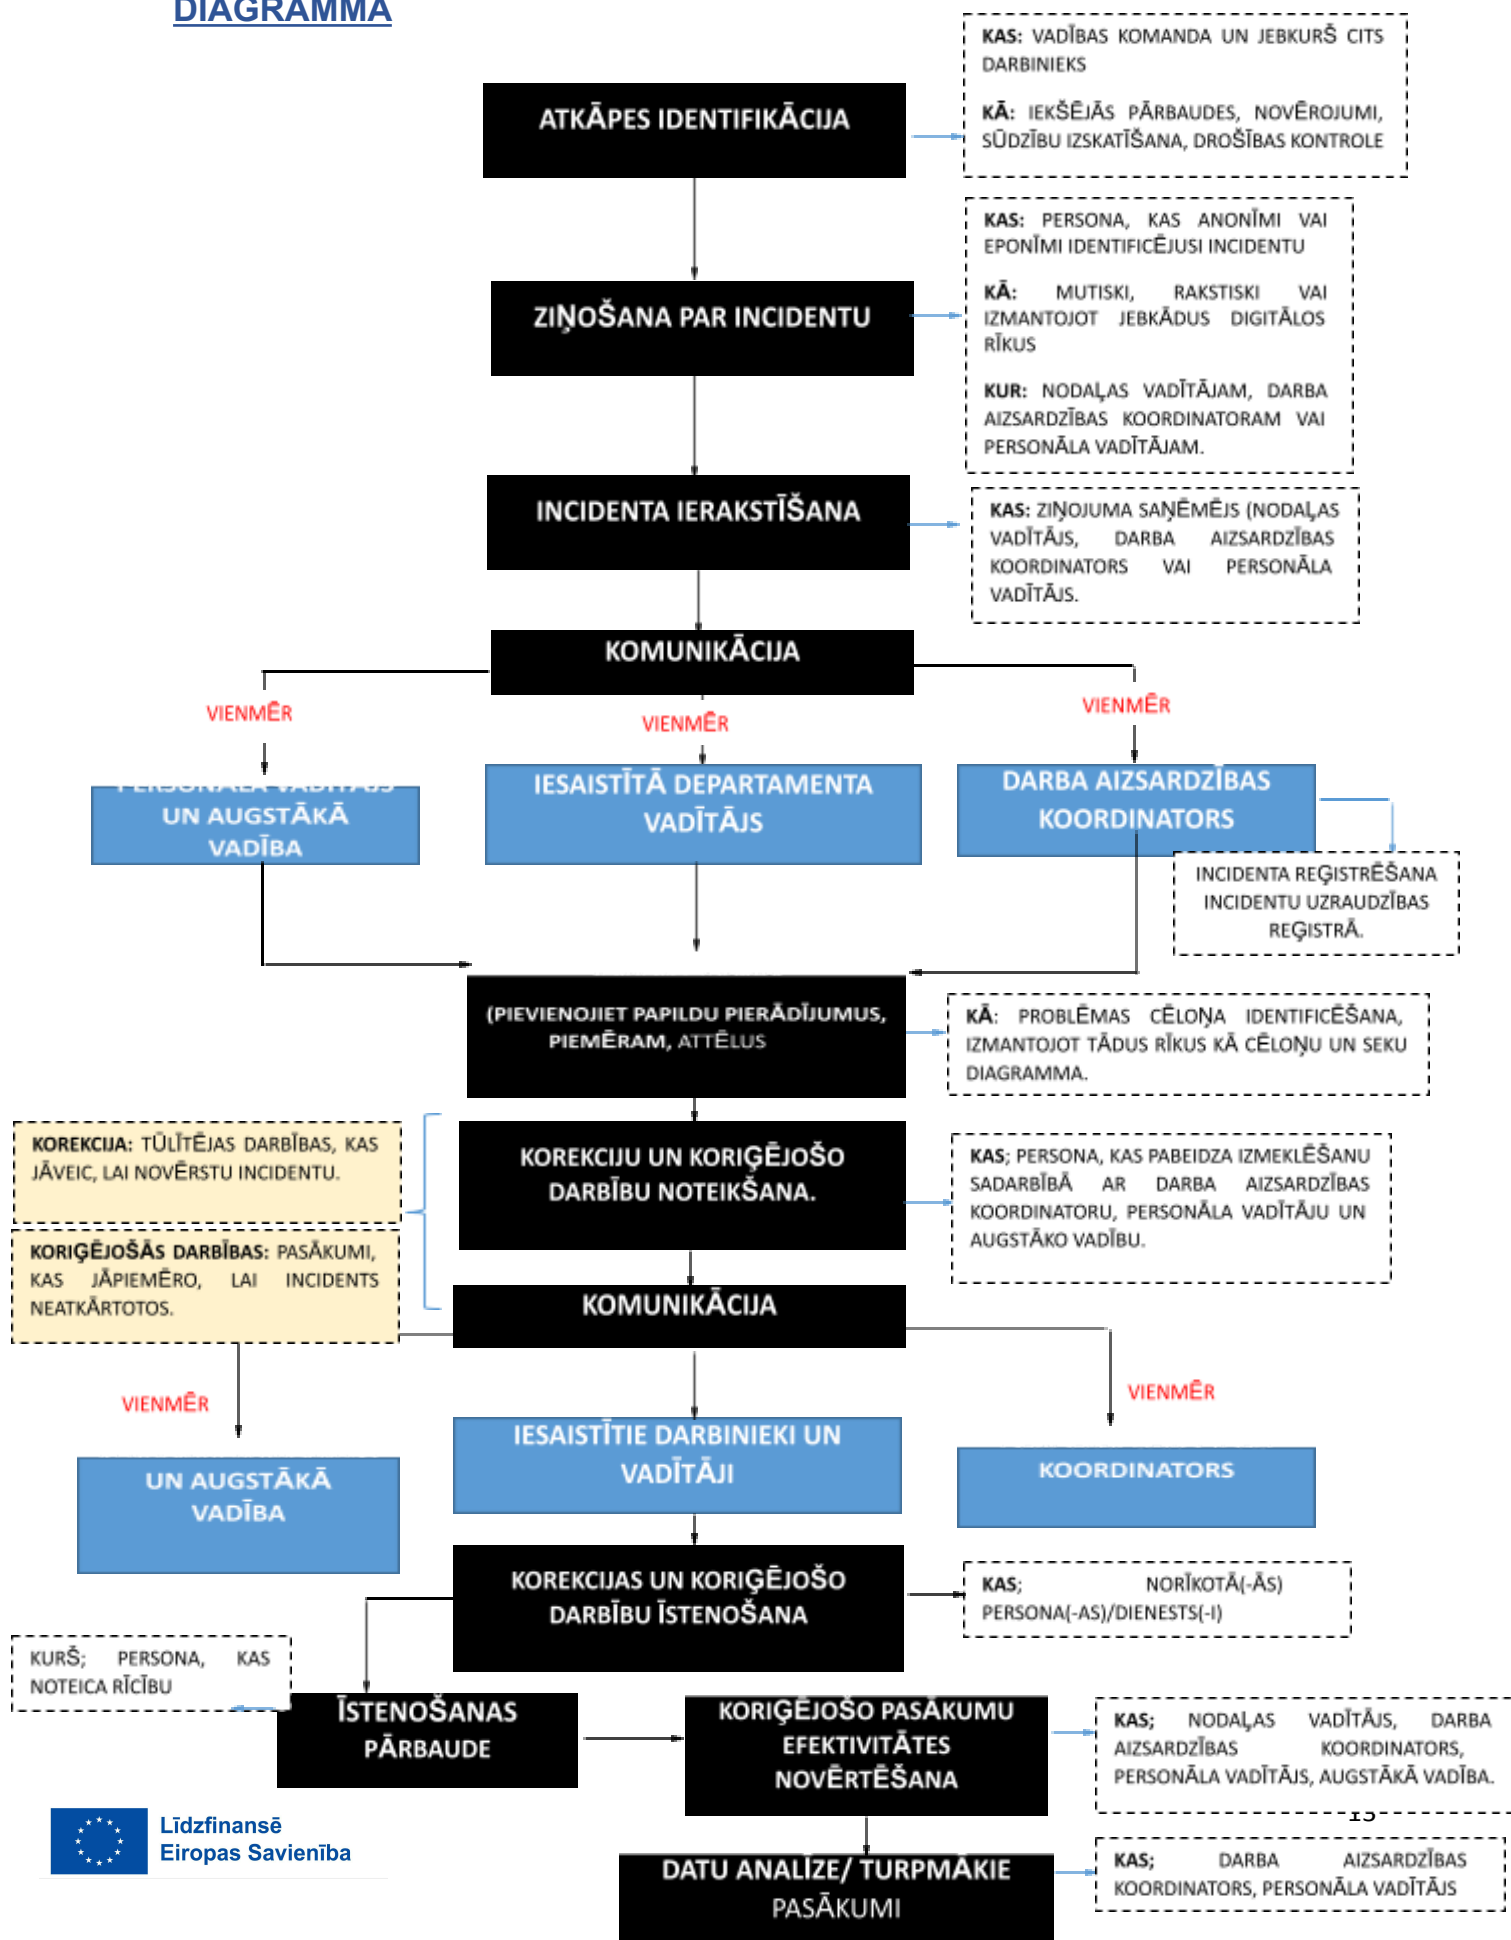 DIAGRAMMA
KAS: VADĪBAS KOMANDA UN JEBKURŠ CITS
DARBINIEKS
KĀ: IEKŠĒJĀS PĀRBAUDES, NOVĒROJUMI,
SŪDZĪBU IZSKATĪŠANA, DROŠĪBAS KONTROLE
ATKĀPES IDENTIFIKĀCIJA
KAS: PERSONA, KAS ANONĪMI VAI
EPONĪMI IDENTIFICĒJUSI INCIDENTU
KĀ: MUTISKI, RAKSTISKI VAI
IZMANTOJOT JEBKĀDUS DIGITĀLOS
RĪKUS
KUR: NODAĻAS VADĪTĀJAM, DARBA
AIZSARDZĪBAS KOORDINATORAM VAI
PERSONĀLA VADĪTĀJAM.
ZIŅOŠANA PAR INCIDENTU
INCIDENTA IERAKSTĪŠANA
KAS: ZIŅOJUMA SAŅĒMĒJS (NODAĻAS
VADĪTĀJS, DARBA AIZSARDZĪBAS
KOORDINATORS VAI PERSONĀLA
VADĪTĀJS.
KOMUNIKĀCIJA
VIENMĒR
VIENMĒR
VIENMĒR
PERSONĀLA VADĪTĀJS
UN AUGSTĀKĀ
VADĪBA
IESAISTĪTĀ DEPARTAMENTA
VADĪTĀJS
DARBA AIZSARDZĪBAS
KOORDINATORS
INCIDENTA REĢISTRĒŠANA
INCIDENTU UZRAUDZĪBAS
REĢISTRĀ.
(PIEVIENOJIET PAPILDU PIERĀDĪJUMUS,
PIEMĒRAM, ATTĒLUS
KĀ: PROBLĒMAS CĒLOŅA IDENTIFICĒŠANA,
IZMANTOJOT TĀDUS RĪKUS KĀ CĒLOŅU UN SEKU
DIAGRAMMA.
KOREKCIJA: TŪLĪTĒJAS DARBĪBAS, KAS
JĀVEIC, LAI NOVĒRSTU INCIDENTU.
KORIĢĒJOŠĀS DARBĪBAS: PASĀKUMI,
KAS JĀPIEMĒRO, LAI INCIDENTS
NEATKĀRTOTOS.
KOREKCIJU UN KORIĢĒJOŠO
DARBĪBU NOTEIKŠANA.
KAS; PERSONA, KAS PABEIDZA IZMEKLĒŠANU
SADARBĪBĀ AR DARBA AIZSARDZĪBAS
KOORDINATORU, PERSONĀLA VADĪTĀJU UN
AUGSTĀKO VADĪBU.
KOMUNIKĀCIJA
VIENMĒR
VIENMĒR
UN AUGSTĀKĀ
VADĪBA
IESAISTĪTIE DARBINIEKI UN
VADĪTĀJI
KOORDINATORS
KOREKCIJAS UN KORIĢĒJOŠO
DARBĪBU ĪSTENOŠANA
KAS; NORĪKOTĀ(-ĀS)
PERSONA(-AS)/DIENESTS(-I)
KURŠ; PERSONA, KAS
NOTEICA RĪCĪBU
ĪSTENOŠANAS
PĀRBAUDE
KORIĢĒJOŠO PASĀKUMU
EFEKTIVITĀTES
NOVĒRTĒŠANA
KAS; NODAĻAS VADĪTĀJS, DARBA
AIZSARDZĪBAS KOORDINATORS,
PERSONĀLA VADĪTĀJS, AUGSTĀKĀ VADĪBA.
Līdzfinansē
Eiropas Savienība
DATU ANALĪZE/ TURPMĀKIE
PASĀKUMI
KAS; DARBA AIZSARDZĪBAS
KOORDINATORS, PERSONĀLA VADĪTĀJS